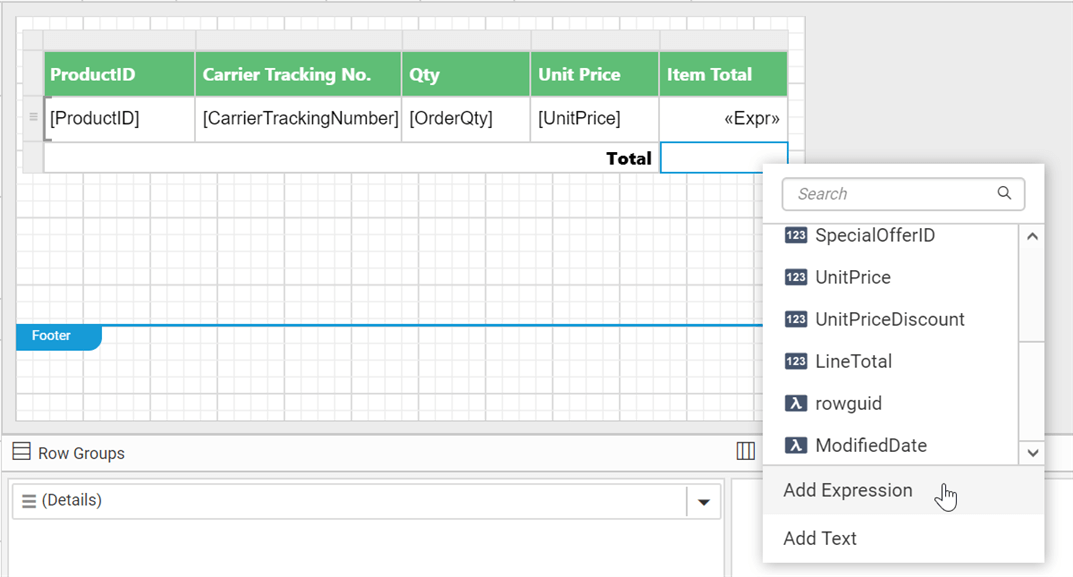 ProductID Carrier Tracking No. Qty Unit Price Item Total
[ProductID] [CarrierTrackingNumber] [OrderQty] [UnitPrice] «Expr»
Total
Search
123 SpecialOfferID
123 UnitPrice
123 UnitPriceDiscount
123 LineTotal
λ rowguid
λ ModifiedDate
Add Expression
Add Text
Footer
Row Groups
(Details)